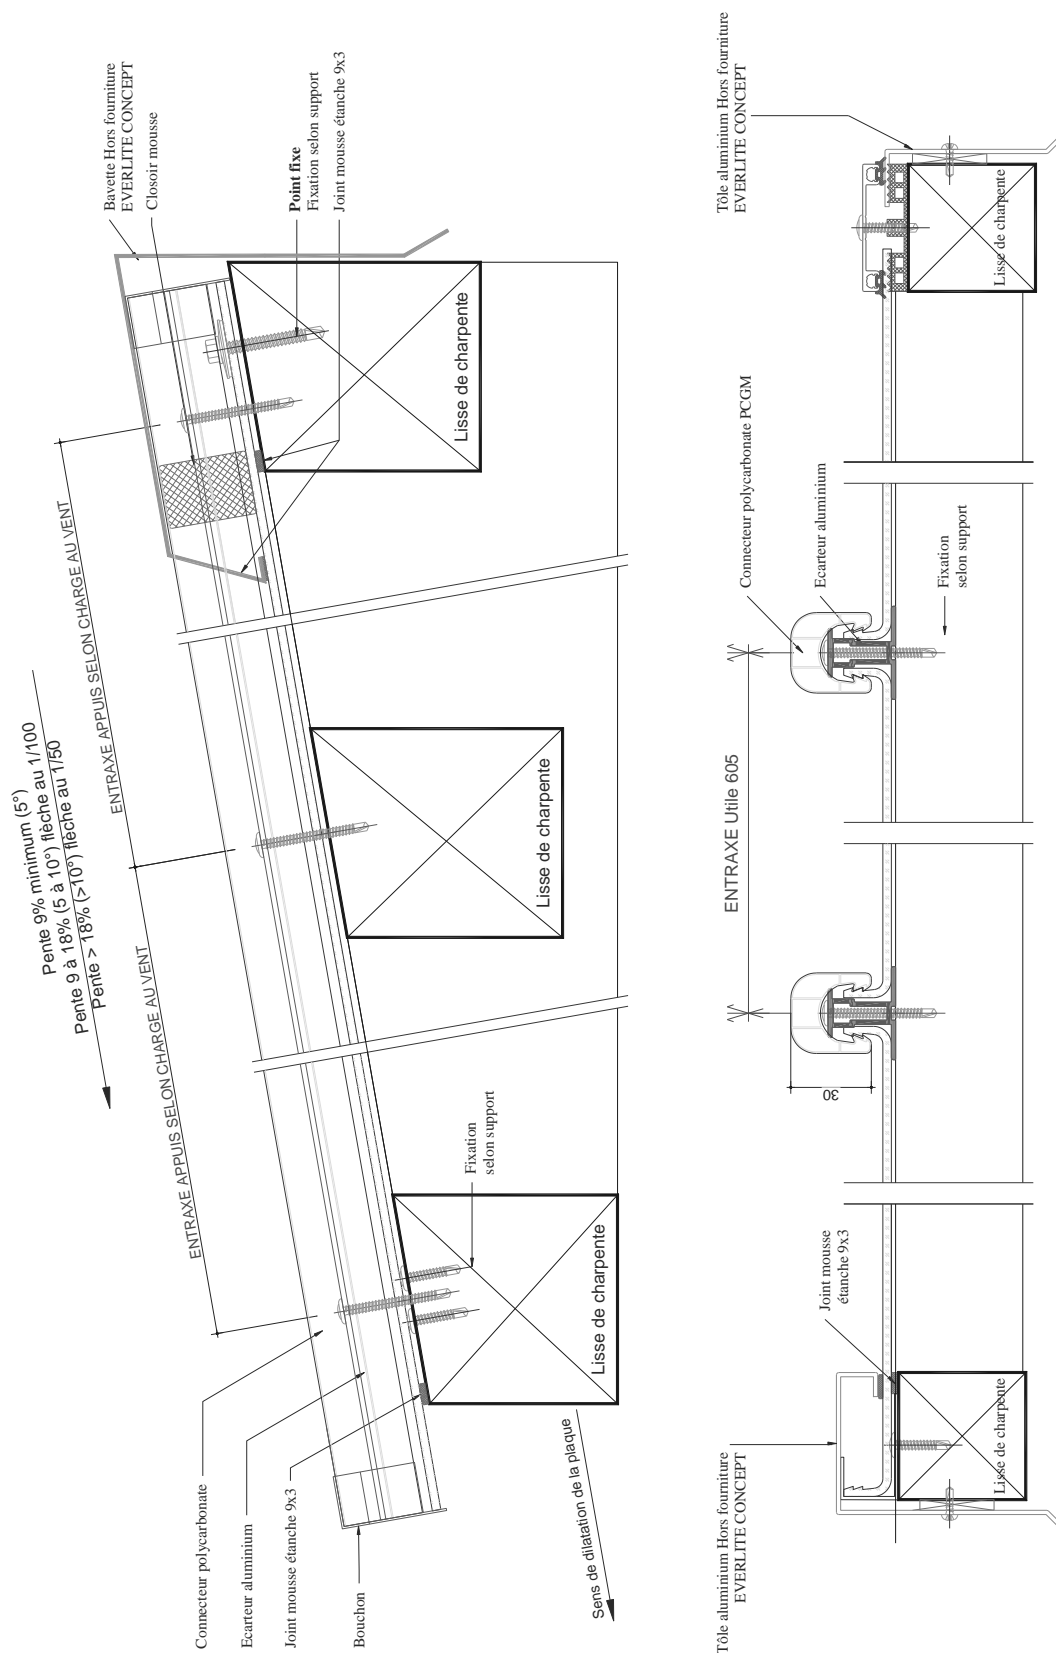 Bavette Hors fourniture
EVERLITE CONCEPT
Closoir mousse
Point fixe
Fixation selon support
Joint mousse étanche 9x3
Pente 9% minimum (5°)
Pente 9 à 18% (5 à 10°) flèche au 1/100
Pente > 18% (>10°) flèche au 1/50
ENTRAXE APPUIS SELON CHARGE AU VENT
ENTRAXE APPUIS SELON CHARGE AU VENT
Lisse de charpente
Lisse de charpente
Lisse de charpente
Fixation
selon support
Connecteur polycarbonate
Ecarteur aluminium
Joint mousse étanche 9x3
Bouchon
Sens de dilatation de la plaque
Tôle aluminium Hors fourniture
EVERLITE CONCEPT
Lisse de charpente
Connecteur polycarbonate PCGM
Ecarteur aluminium
Fixation
selon support
ENTRAXE Utile 605
30
Joint mousse
étanche 9x3
Lisse de charpente
Tôle aluminium Hors fourniture
EVERLITE CONCEPT